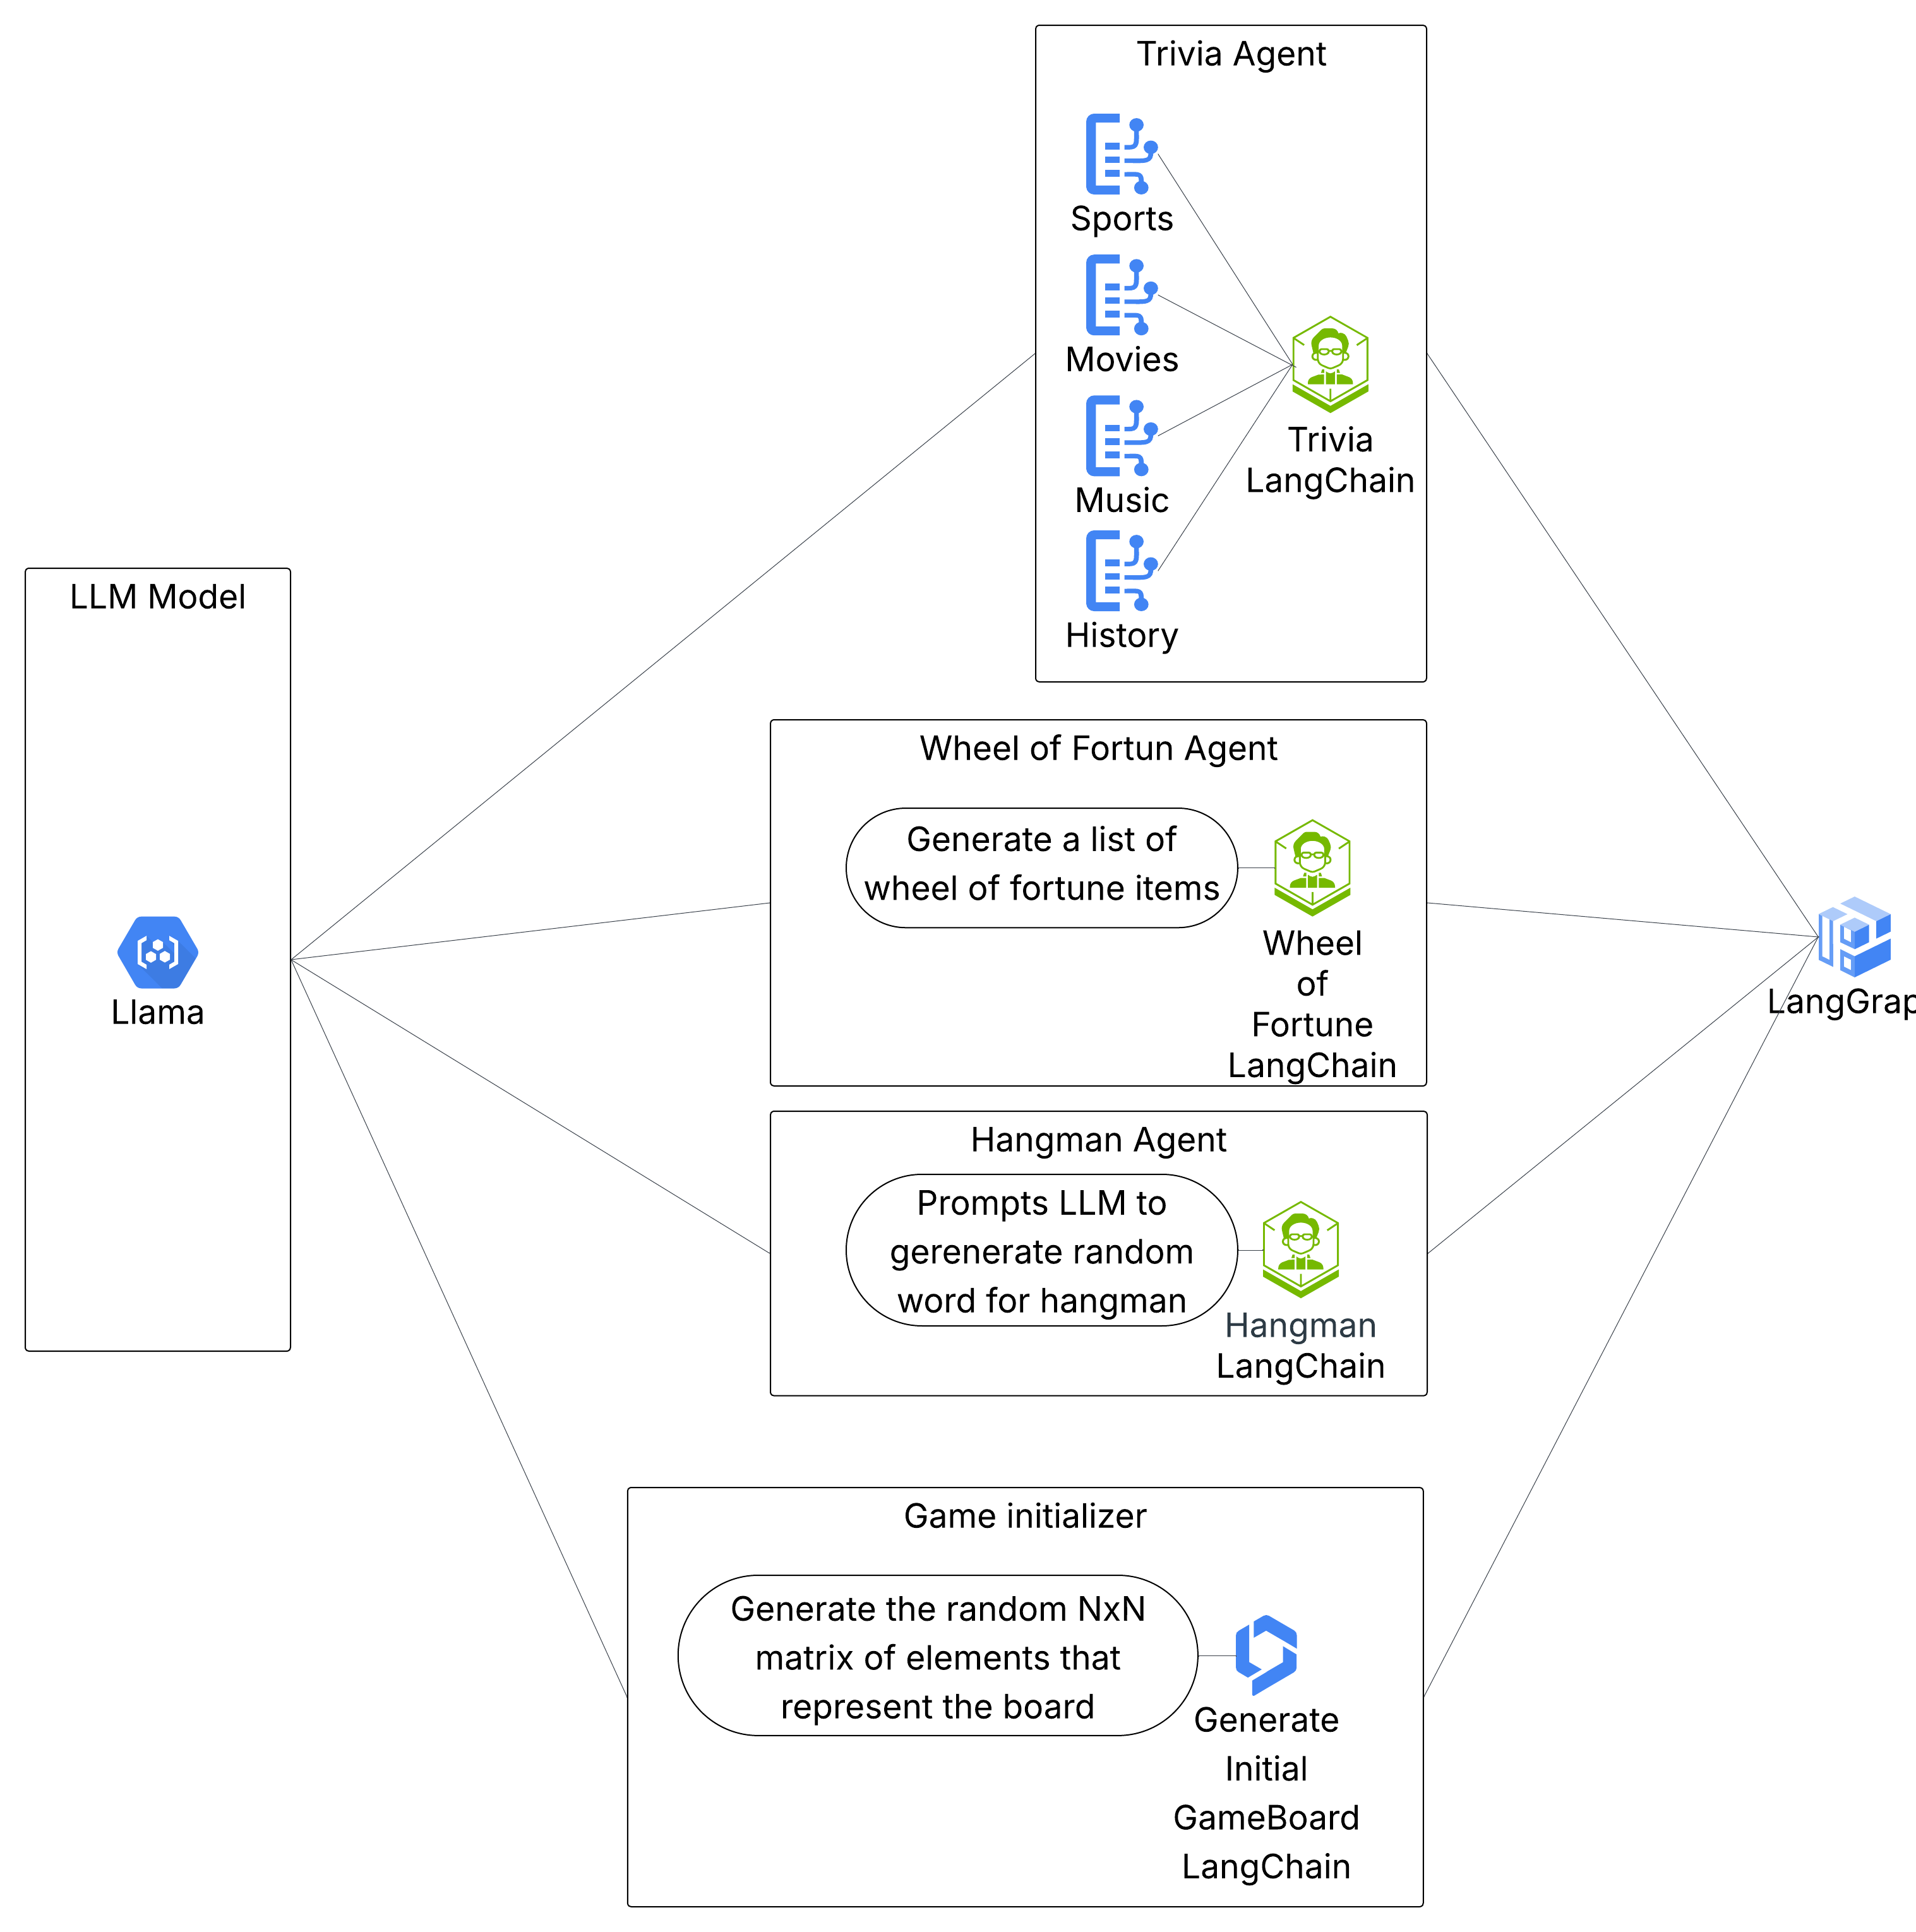 Trivia Agent
Sports
Movies
Music
History
Trivia
LangChain
LLM Model
Llama
Wheel of Fortun Agent
Generate a list of
wheel of fortune items
Wheel
of
Fortune
LangChain
Hangman Agent
Prompts LLM to
gerenerate random
word for hangman
Hangman
LangChain
Game initializer
Generate the random NxN
matrix of elements that
represent the board
Generate
Initial
GameBoard
LangChain
LangGrap